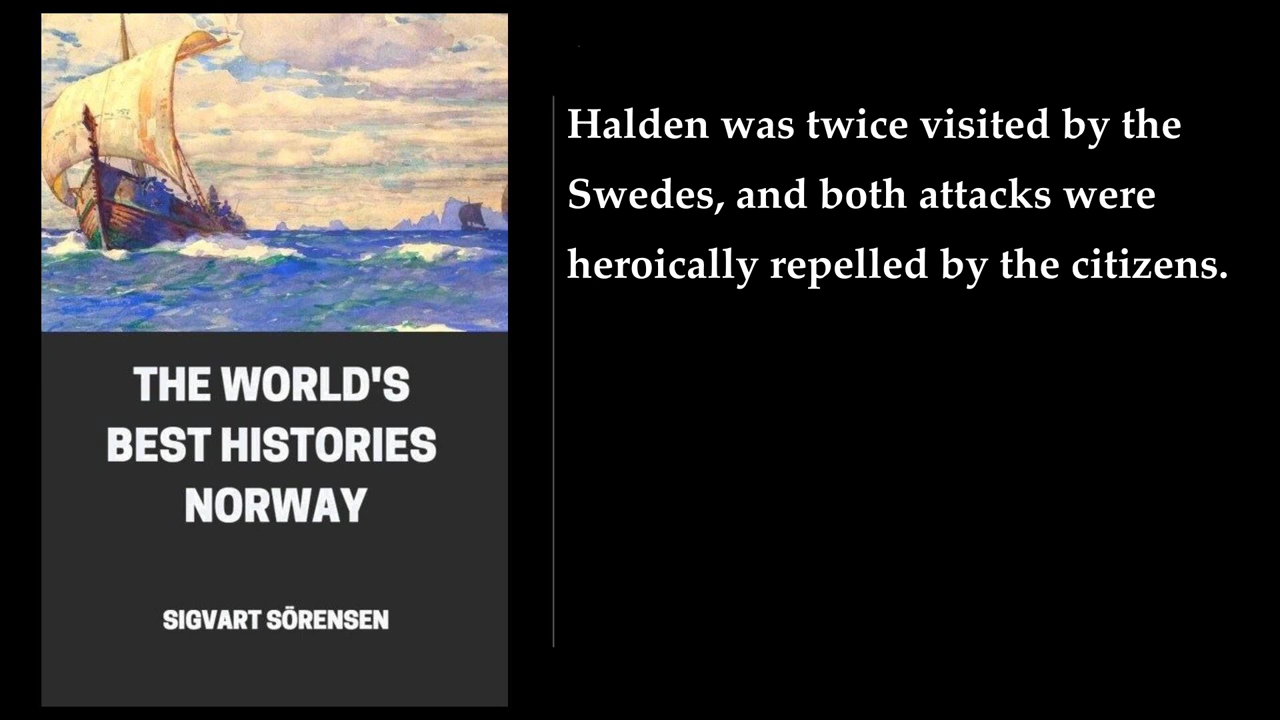 THE WORLD'S
BEST HISTORIES
NORWAY
SIGVART SÖRENSEN
Halden was twice visited by the
Swedes, and both attacks were
heroically repelled by the citizens.